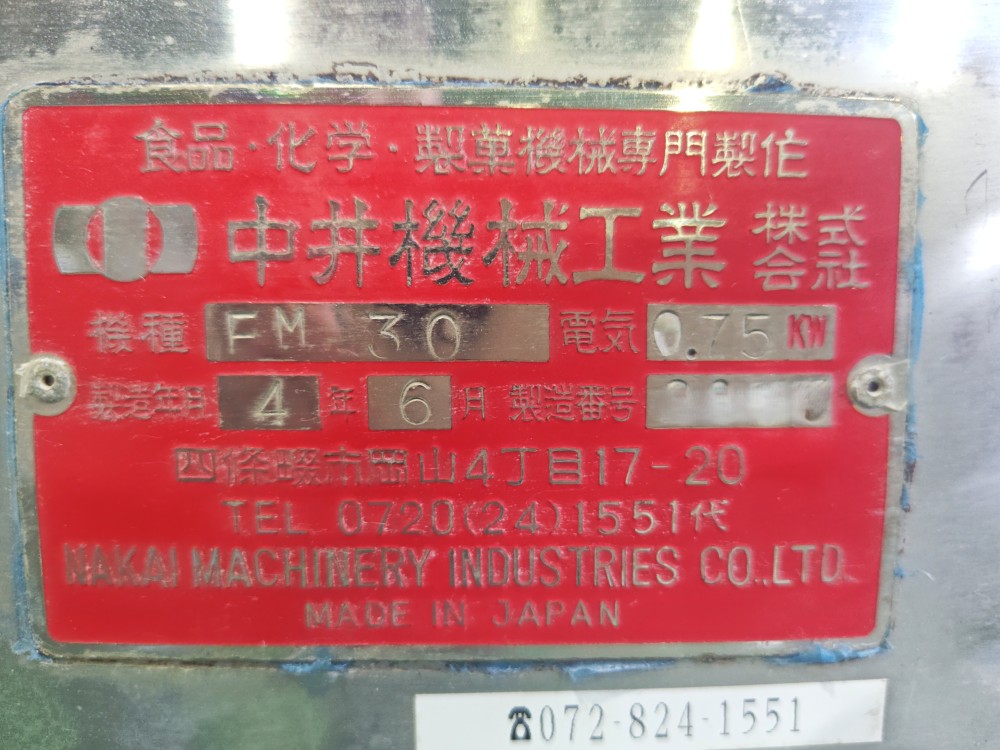 食品・化学・製菓機械専門製作
中井機械工業株式会社
機種 FM 30 電気 0.75 KW
製造年月 4年 6月 製造番号
四條畷市岡山4丁目17-20
TEL 0720(24)1551代
NAKAI MACHINERY INDUSTRIES CO.,LTD.
MADE IN JAPAN
☎072-824-1551